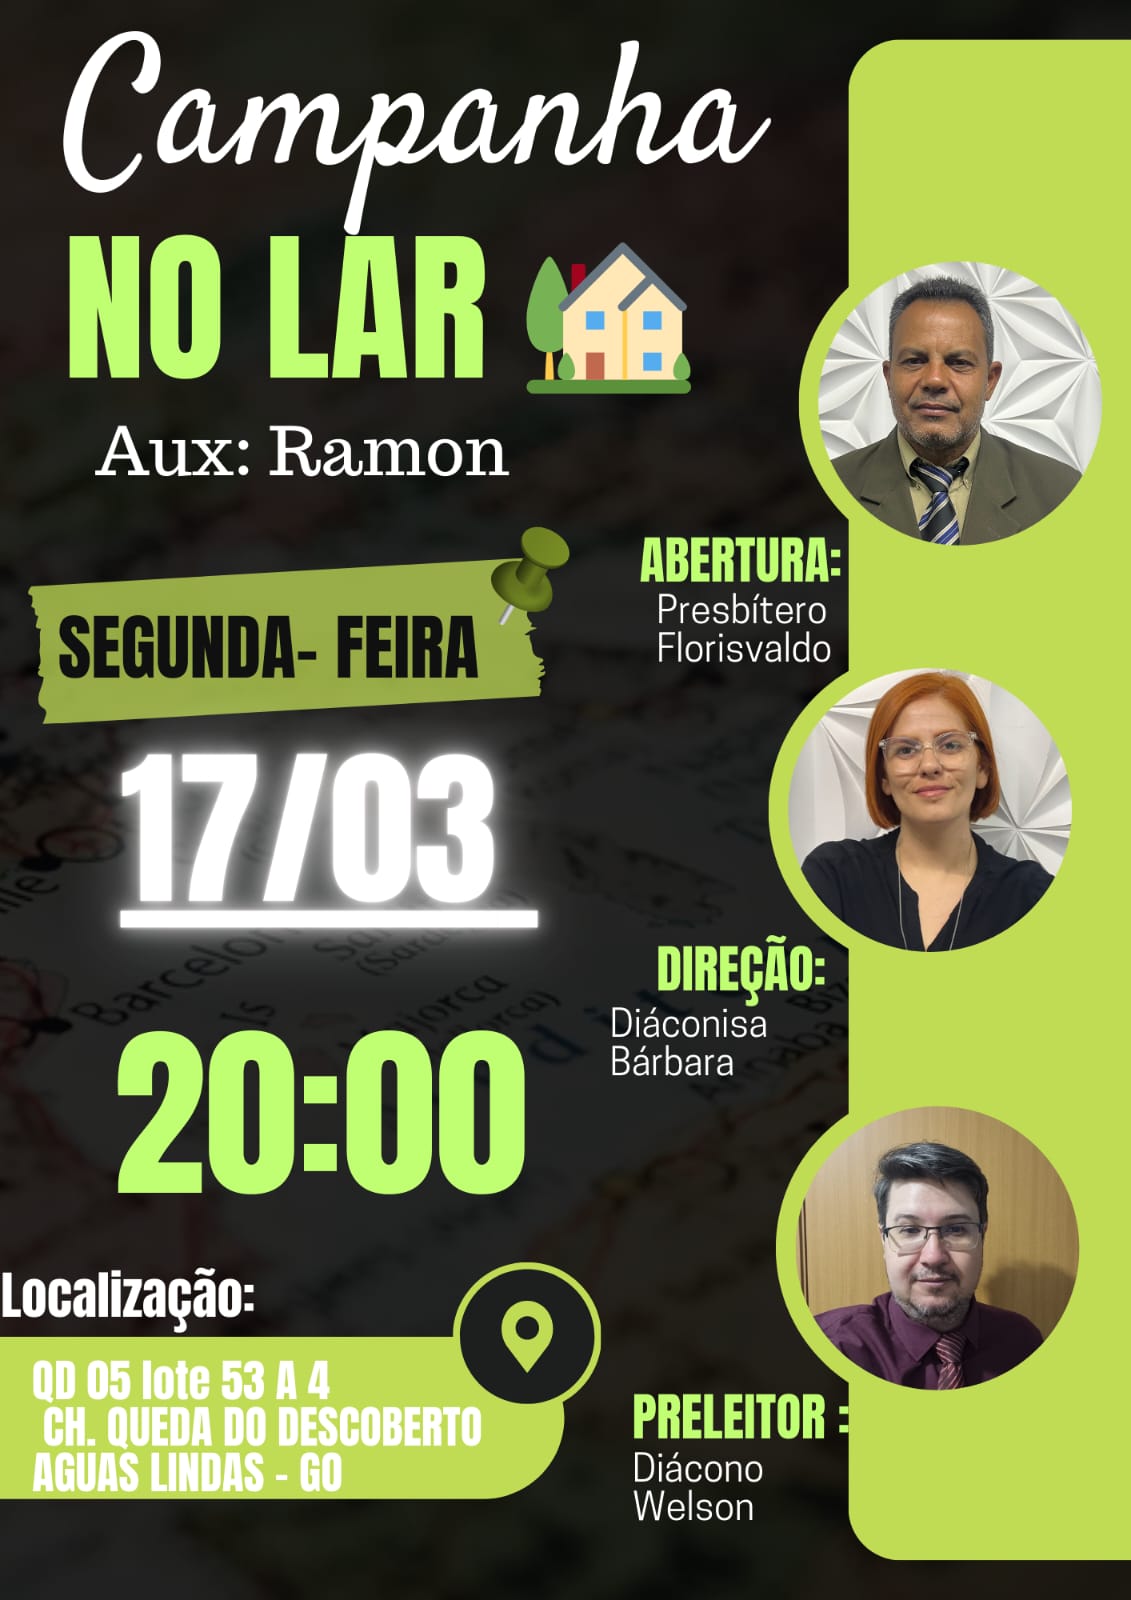 Campanha
NO LAR
Aux: Ramon
SEGUNDA- FEIRA
17/03
20:00
Localização:
QD 05 lote 53 A 4
CH. QUEDA DO DESCOBERTO
AGUAS LINDAS - GO
ABERTURA:
Presbítero
Florisvaldo
DIREÇÃO:
Diáconisa
Bárbara
PRELEITOR :
Diácono
Welson
Barcelon